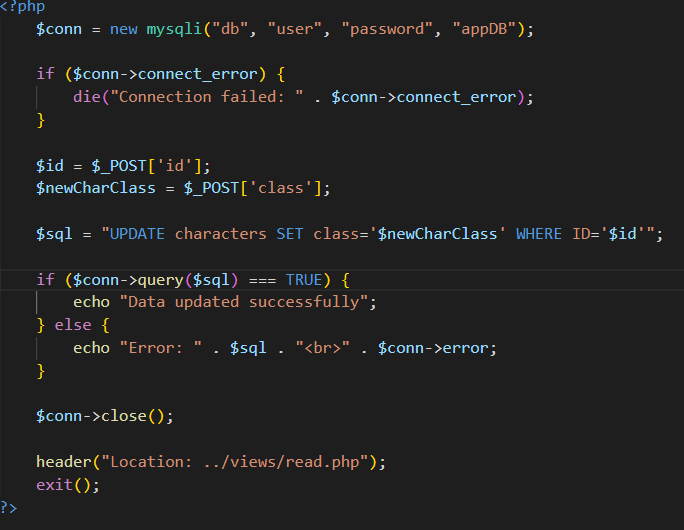 <?php
    $conn = new mysqli("db", "user", "password", "appDB");

    if ($conn->connect_error) {
        die("Connection failed: " . $conn->connect_error);
    }

    $id = $_POST['id'];
    $newCharClass = $_POST['class'];

    $sql = "UPDATE characters SET class='$newCharClass' WHERE ID='$id'";

    if ($conn->query($sql) === TRUE) {
        echo "Data updated successfully";
    } else {
        echo "Error: " . $sql . "<br>" . $conn->error;
    }

    $conn->close();

    header("Location: ../views/read.php");
    exit();
?>